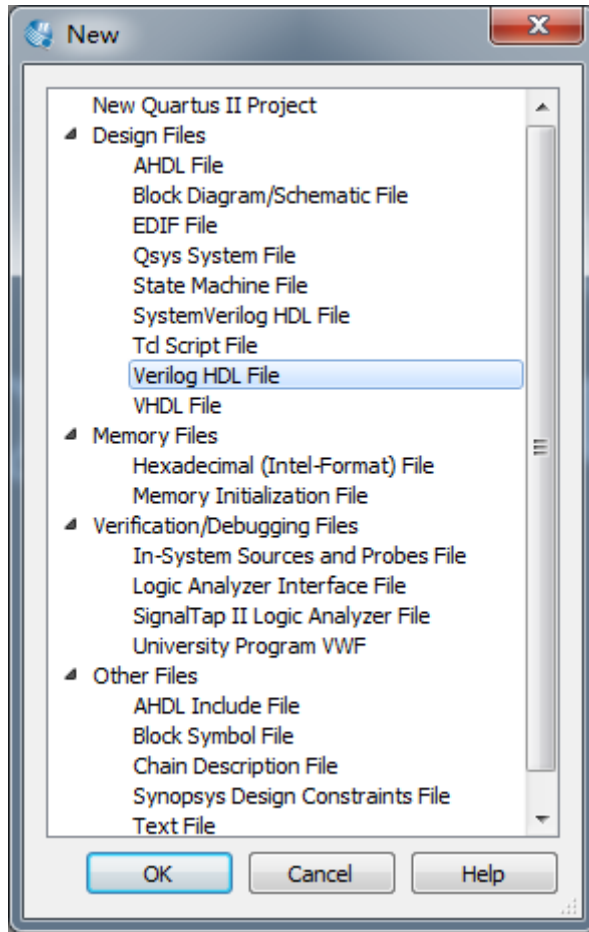 New
New Quartus II Project
Design Files
AHDL File
Block Diagram/Schematic File
EDIF File
Qsys System File
State Machine File
SystemVerilog HDL File
Tcl Script File
Verilog HDL File
VHDL File
Memory Files
Hexadecimal (Intel-Format) File
Memory Initialization File
Verification/Debugging Files
In-System Sources and Probes File
Logic Analyzer Interface File
SignalTap II Logic Analyzer File
University Program VWF
Other Files
AHDL Include File
Block Symbol File
Chain Description File
Synopsys Design Constraints File
Text File
OK Cancel Help